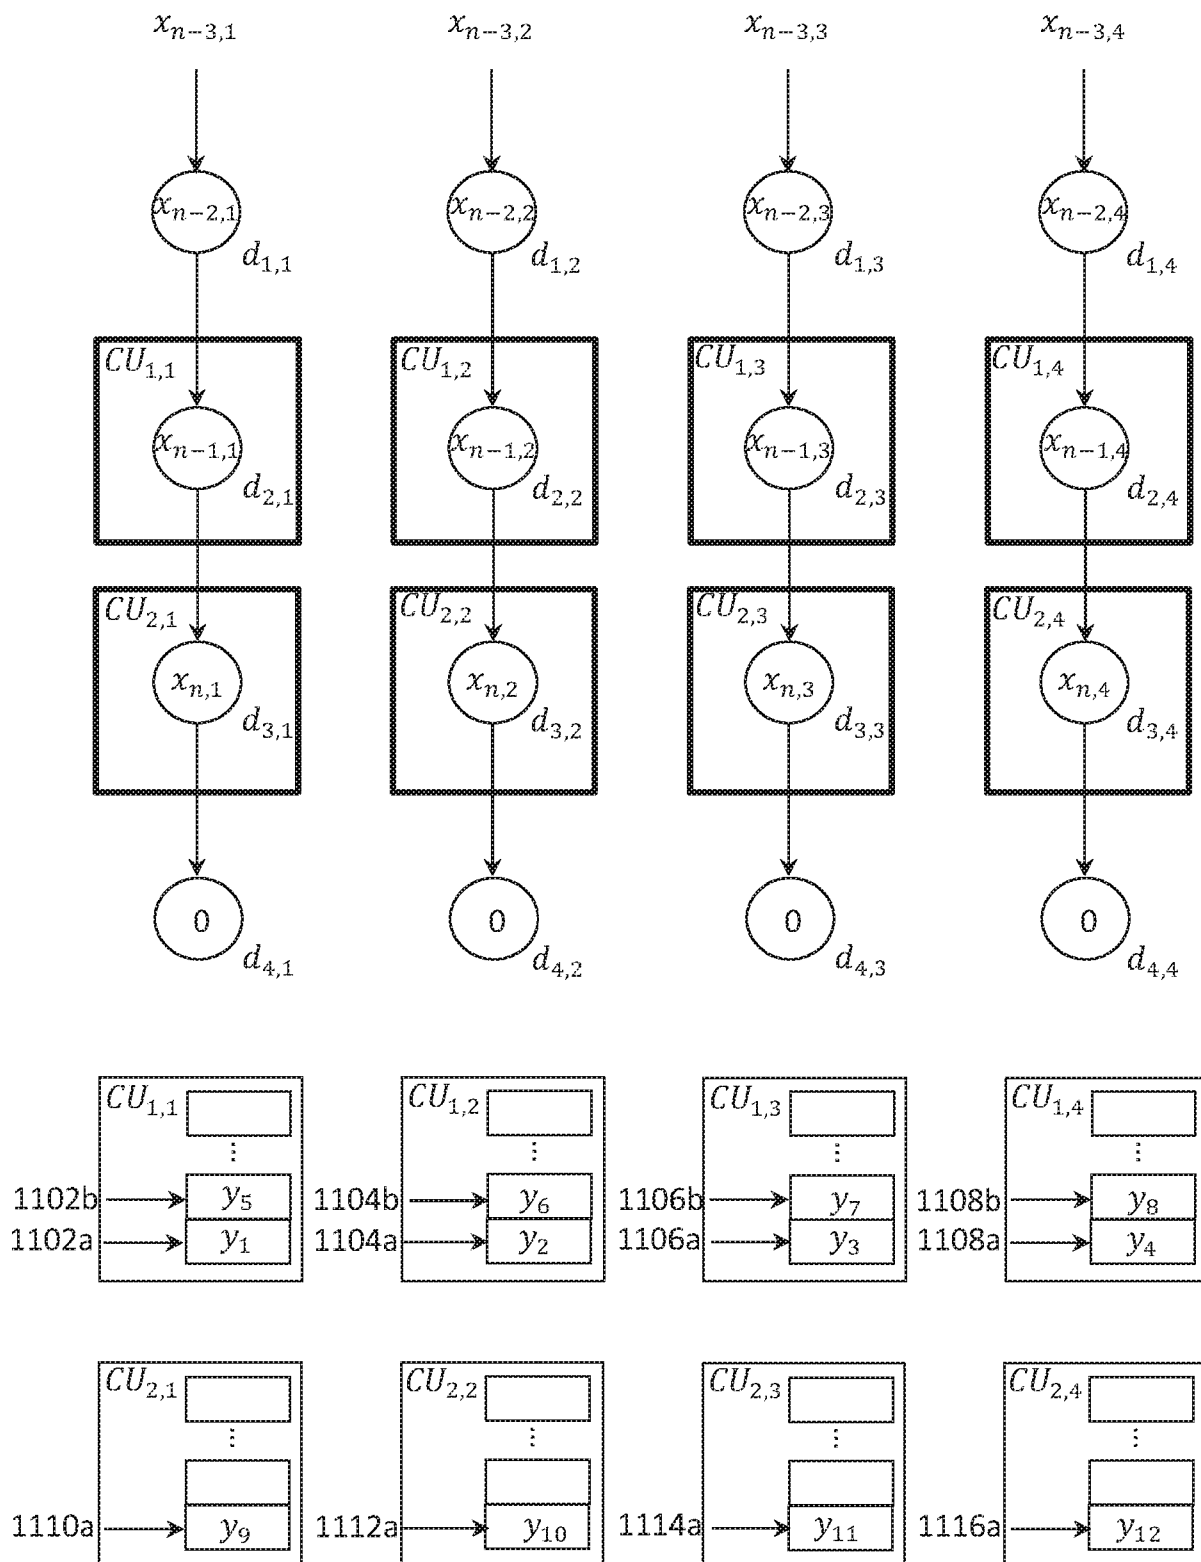 x_{n−3,1} x_{n−3,2} x_{n−3,3} x_{n−3,4}
x_{n−2,1} x_{n−2,2} x_{n−2,3} x_{n−2,4}
d_{1,1} d_{1,2} d_{1,3} d_{1,4}
CU_{1,1} CU_{1,2} CU_{1,3} CU_{1,4}
x_{n−1,1} x_{n−1,2} x_{n−1,3} x_{n−1,4}
d_{2,1} d_{2,2} d_{2,3} d_{2,4}
CU_{2,1} CU_{2,2} CU_{2,3} CU_{2,4}
x_{n,1} x_{n,2} x_{n,3} x_{n,4}
d_{3,1} d_{3,2} d_{3,3} d_{3,4}
0 0 0 0
d_{4,1} d_{4,2} d_{4,3} d_{4,4}
CU_{1,1} CU_{1,2} CU_{1,3} CU_{1,4}
⋮ ⋮ ⋮ ⋮
1102b y_5 1104b y_6 1106b y_7 1108b y_8
1102a y_1 1104a y_2 1106a y_3 1108a y_4
CU_{2,1} CU_{2,2} CU_{2,3} CU_{2,4}
⋮ ⋮ ⋮ ⋮
1110a y_9 1112a y_{10} 1114a y_{11} 1116a y_{12}